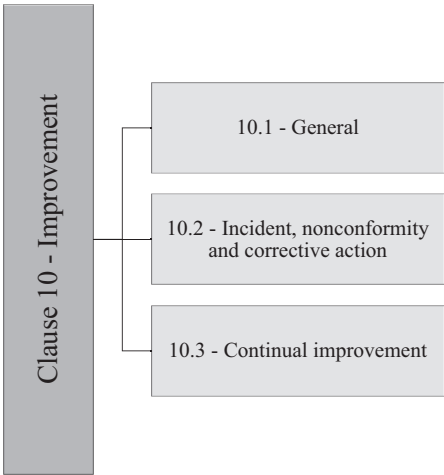 Clause 10 - Improvement
10.1 - General
10.2 - Incident, nonconformity
and corrective action
10.3 - Continual improvement